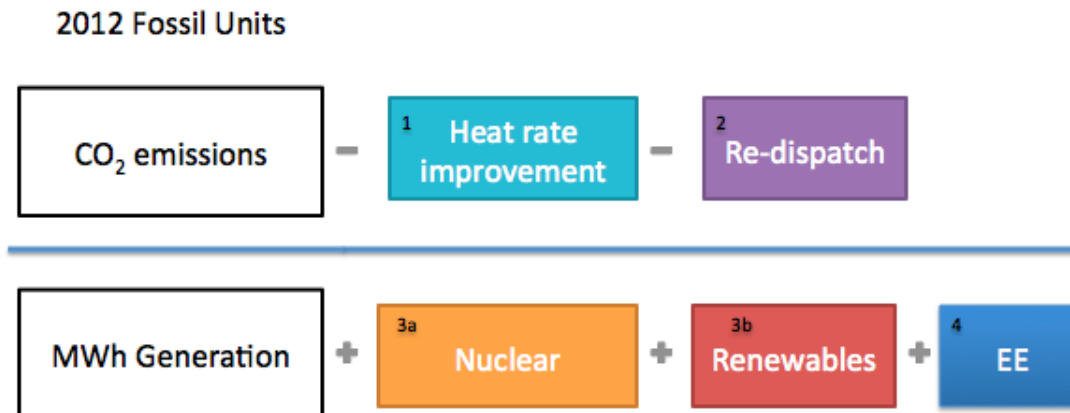 2012 Fossil Units
CO₂ emissions
–
1
Heat rate
improvement
–
2
Re-dispatch
MWh Generation
+
3a
Nuclear
+
3b
Renewables
+
4
EE